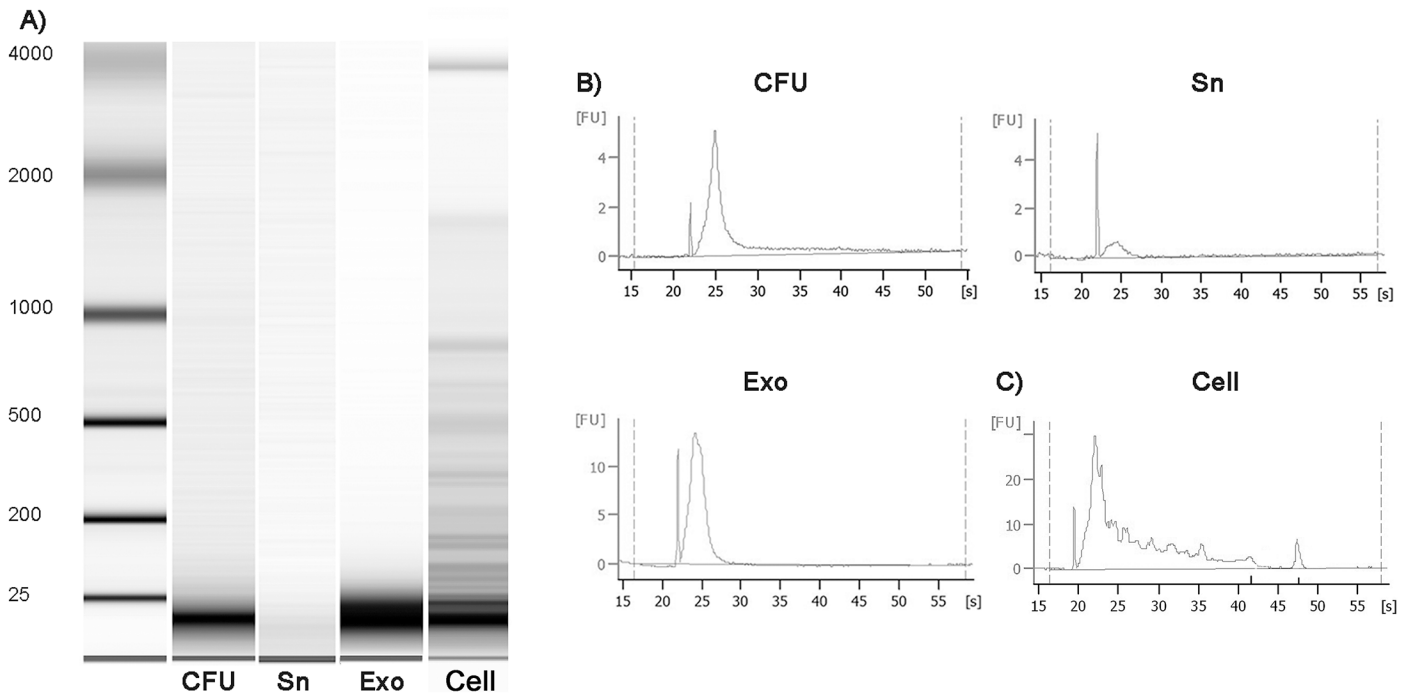 A)
4000
2000
1000
500
200
25
CFU Sn Exo Cell
B) CFU
[FU]
4
2
0
15 20 25 30 35 40 45 50 [s]
Sn
[FU]
4
2
0
15 20 25 30 35 40 45 50 55 [s]
Exo
[FU]
10
5
0
15 20 25 30 35 40 45 50 55 [s]
C) Cell
[FU]
20
10
0
15 20 25 30 35 40 45 50 55 [s]